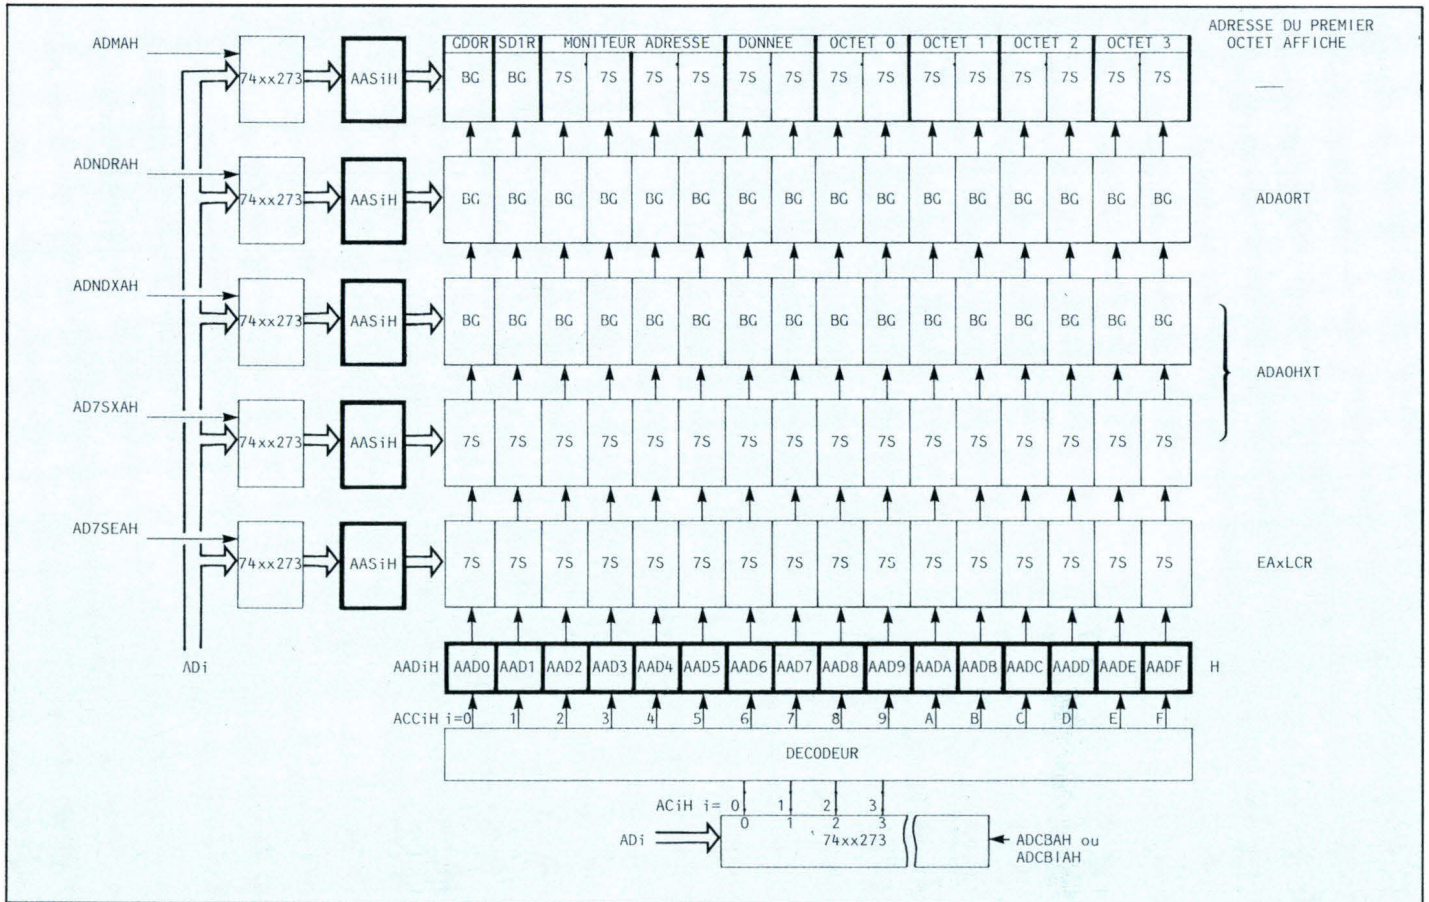 ADRESSE DU PREMIER
OCTET AFFICHE
ADMAH
74xx273
AASiH
GD0R SD1R MONITEUR ADRESSE DONNEE OCTET 0 OCTET 1 OCTET 2 OCTET 3
BG BG 7S 7S 7S 7S 7S 7S 7S 7S 7S 7S 7S 7S 7S 7S
ADNDRAH
74xx273
AASiH
BG BG BG BG BG BG BG BG BG BG BG BG BG BG BG BG
ADAORT
ADNDXAH
74xx273
AASiH
BG BG BG BG BG BG BG BG BG BG BG BG BG BG BG BG
ADAOHXT
AD7SXAH
74xx273
AASiH
7S 7S 7S 7S 7S 7S 7S 7S 7S 7S 7S 7S 7S 7S 7S 7S
AD7SEAH
74xx273
AASiH
7S 7S 7S 7S 7S 7S 7S 7S 7S 7S 7S 7S 7S 7S 7S 7S
EAxLCR
ADi
AADiH AAD0 AAD1 AAD2 AAD3 AAD4 AAD5 AAD6 AAD7 AAD8 AAD9 AADA AADB AADC AADD AADE AADF H
ACCiH i=0 1 2 3 4 5 6 7 8 9 A B C D E F
DECODEUR
ACiH i= 0 1 2 3
0 1 2 3
ADi
74xx273
ADCBAH ou
ADCBIAH